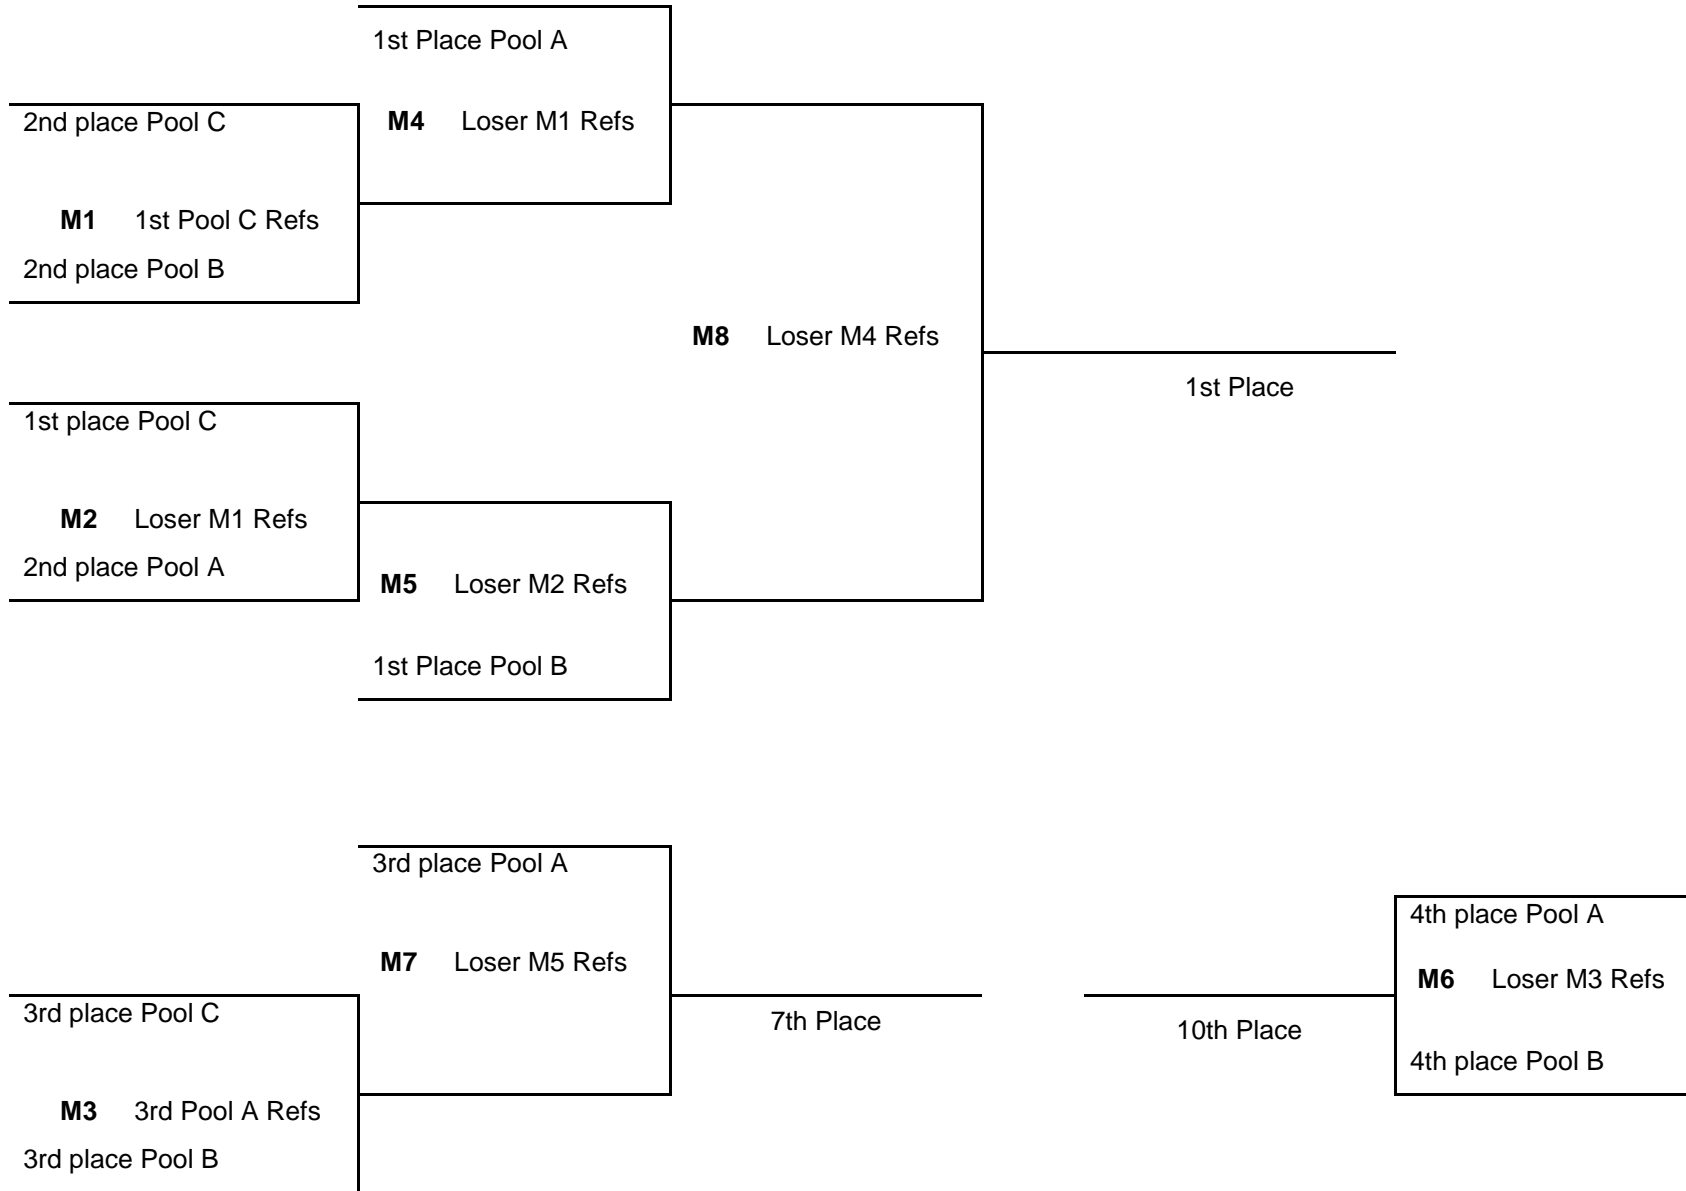 1st Place Pool A
2nd place Pool C
M4 Loser M1 Refs
M1 1st Pool C Refs
2nd place Pool B
M8 Loser M4 Refs
1st Place
1st place Pool C
M2 Loser M1 Refs
2nd place Pool A
M5 Loser M2 Refs
1st Place Pool B
3rd place Pool A
4th place Pool A
M7 Loser M5 Refs
M6 Loser M3 Refs
3rd place Pool C
7th Place
10th Place
4th place Pool B
M3 3rd Pool A Refs
3rd place Pool B